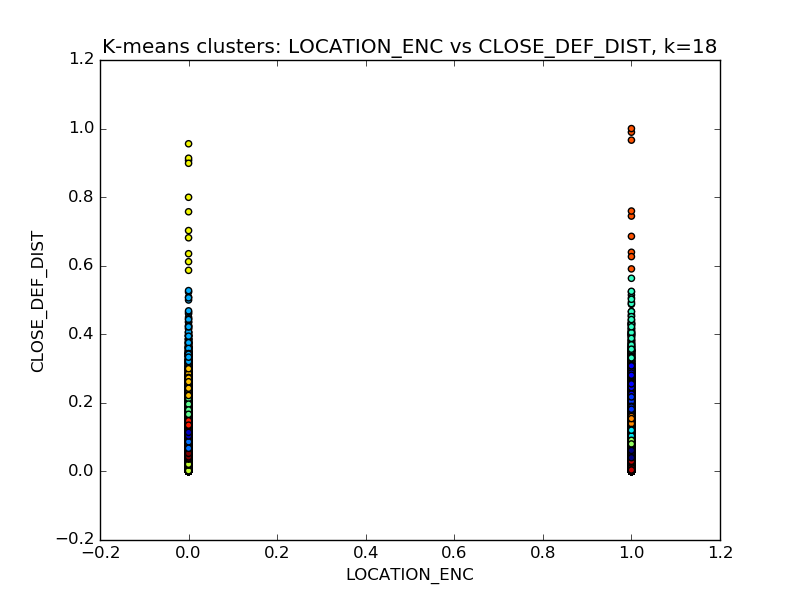 K-means clusters: LOCATION_ENC vs CLOSE_DEF_DIST, k=18
1.2
1.0
0.8
0.6
0.4
0.2
0.0
−0.2
CLOSE_DEF_DIST
−0.2 0.0 0.2 0.4 0.6 0.8 1.0 1.2
LOCATION_ENC